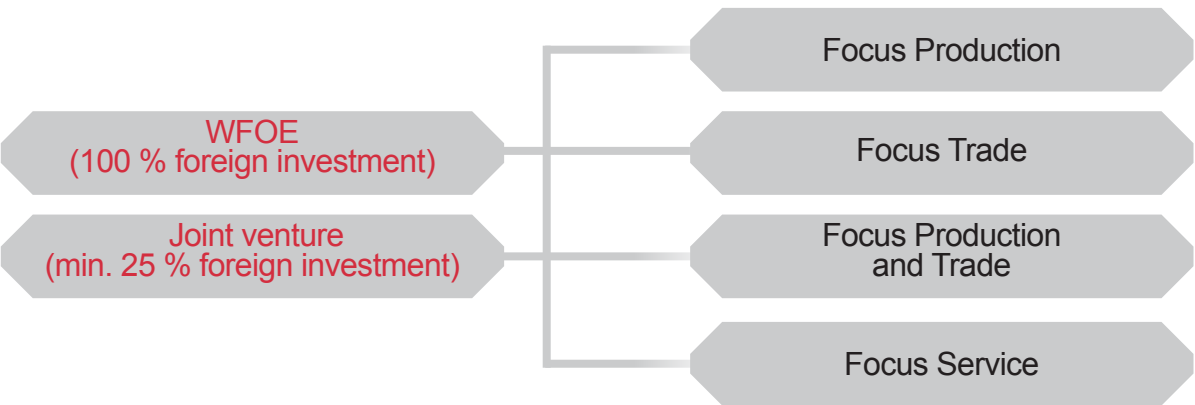 WFOE
(100 % foreign investment)
Joint venture
(min. 25 % foreign investment)
Focus Production
Focus Trade
Focus Production
and Trade
Focus Service